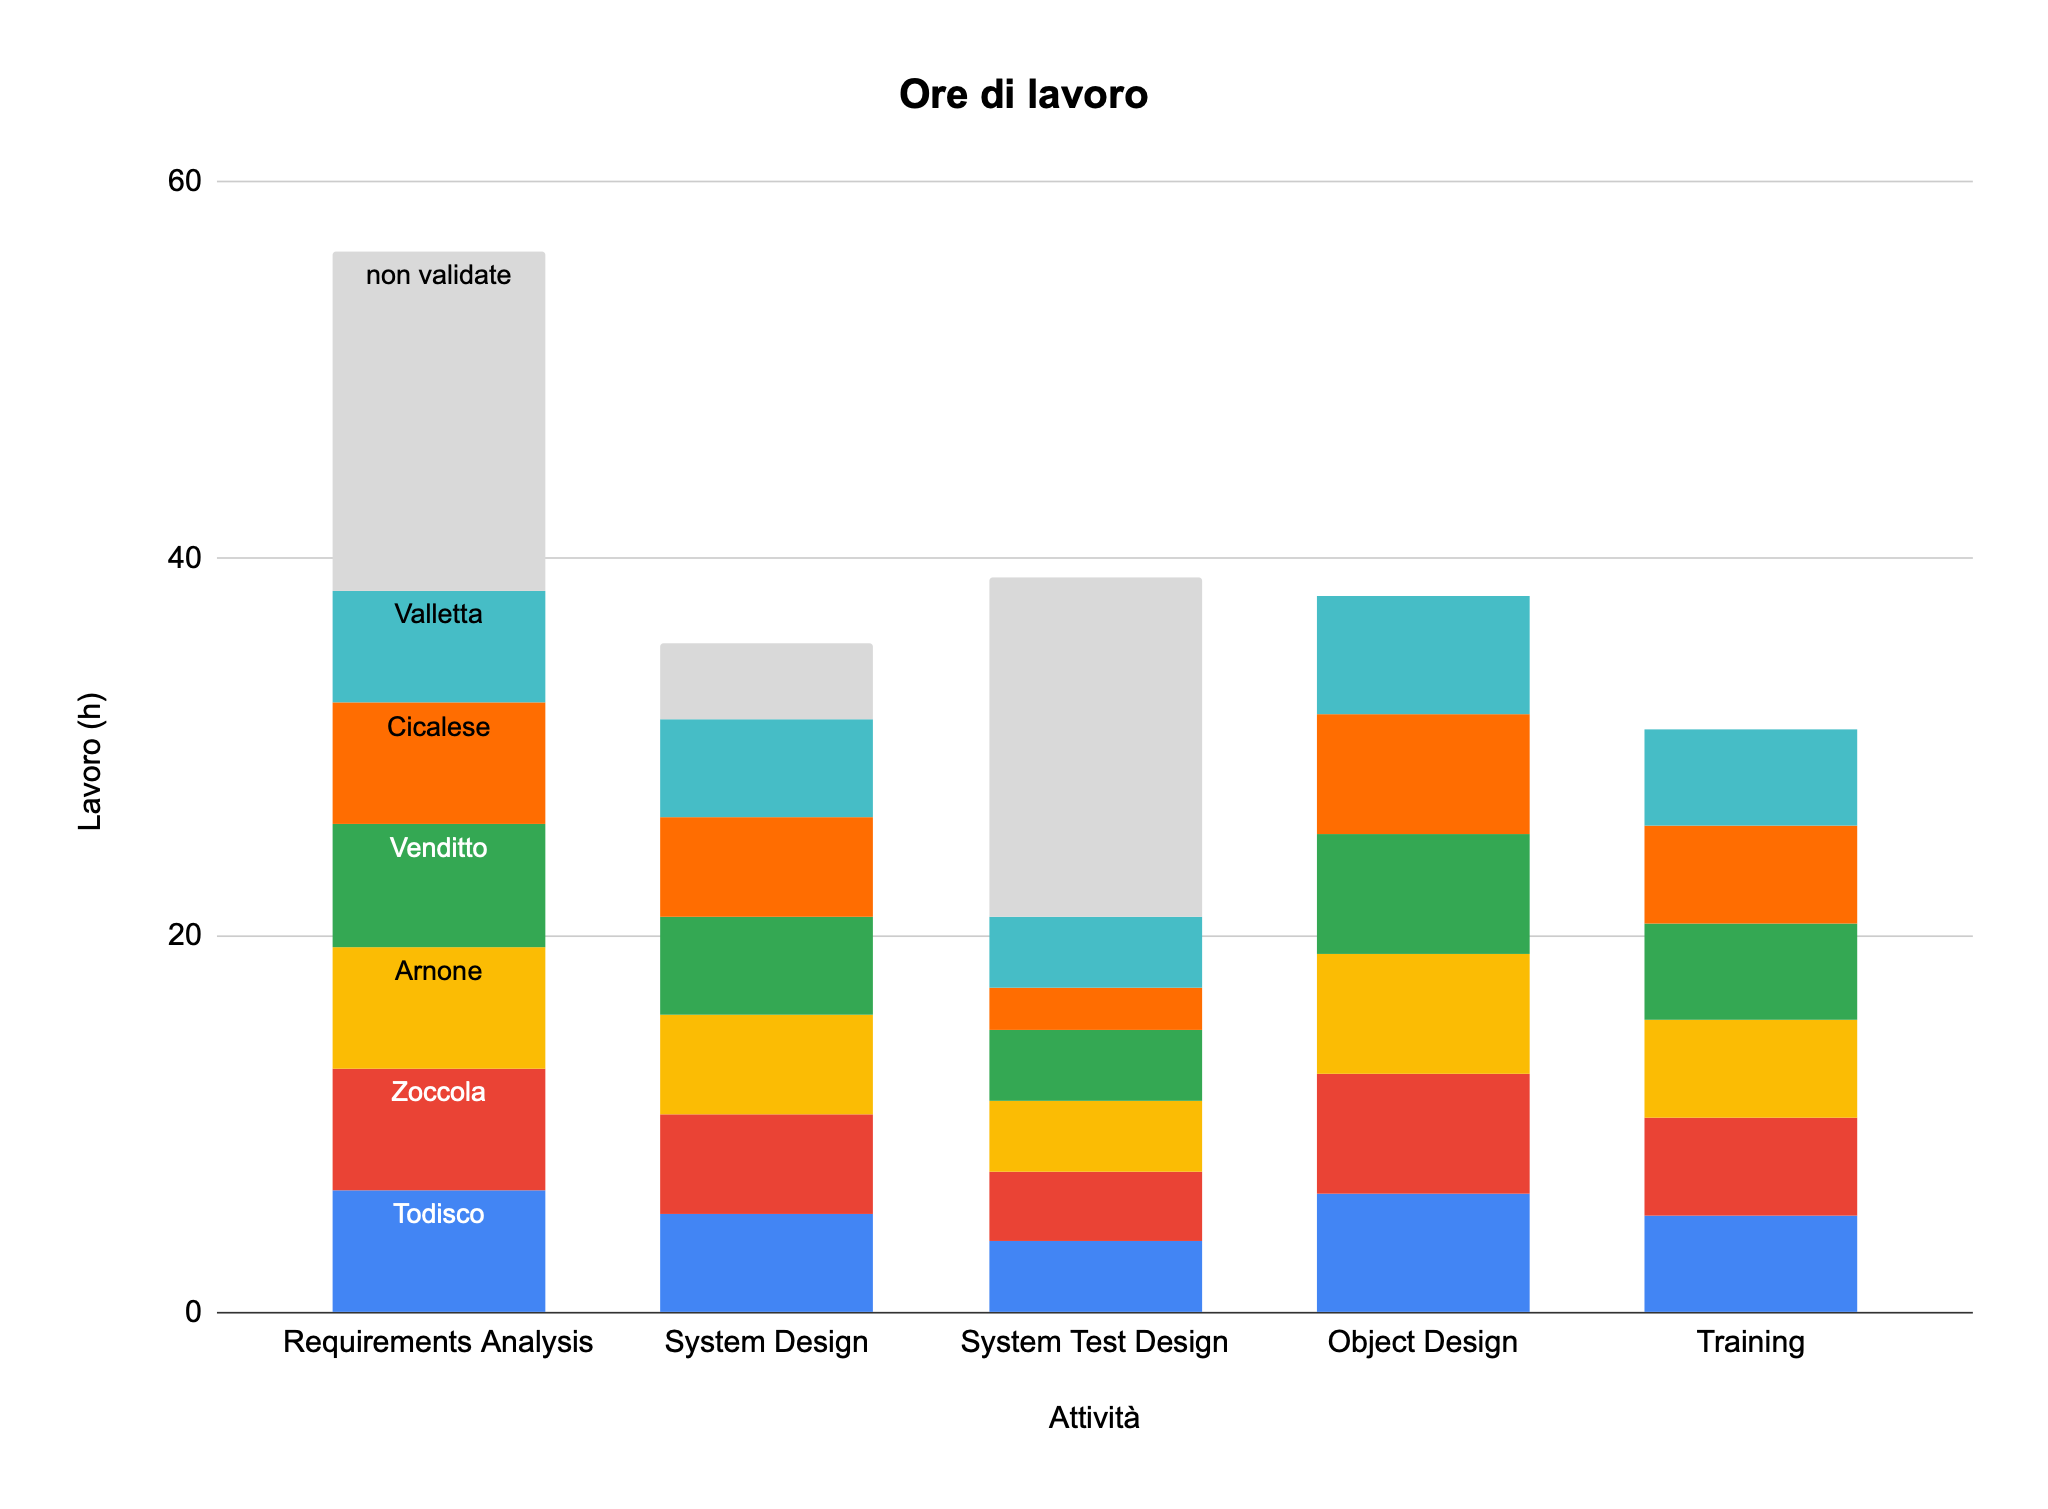 Ore di lavoro
60
40
20
0
Lavoro (h)
non validate
Valletta
Cicalese
Venditto
Arnone
Zoccola
Todisco
Requirements Analysis
System Design
System Test Design
Object Design
Training
Attività